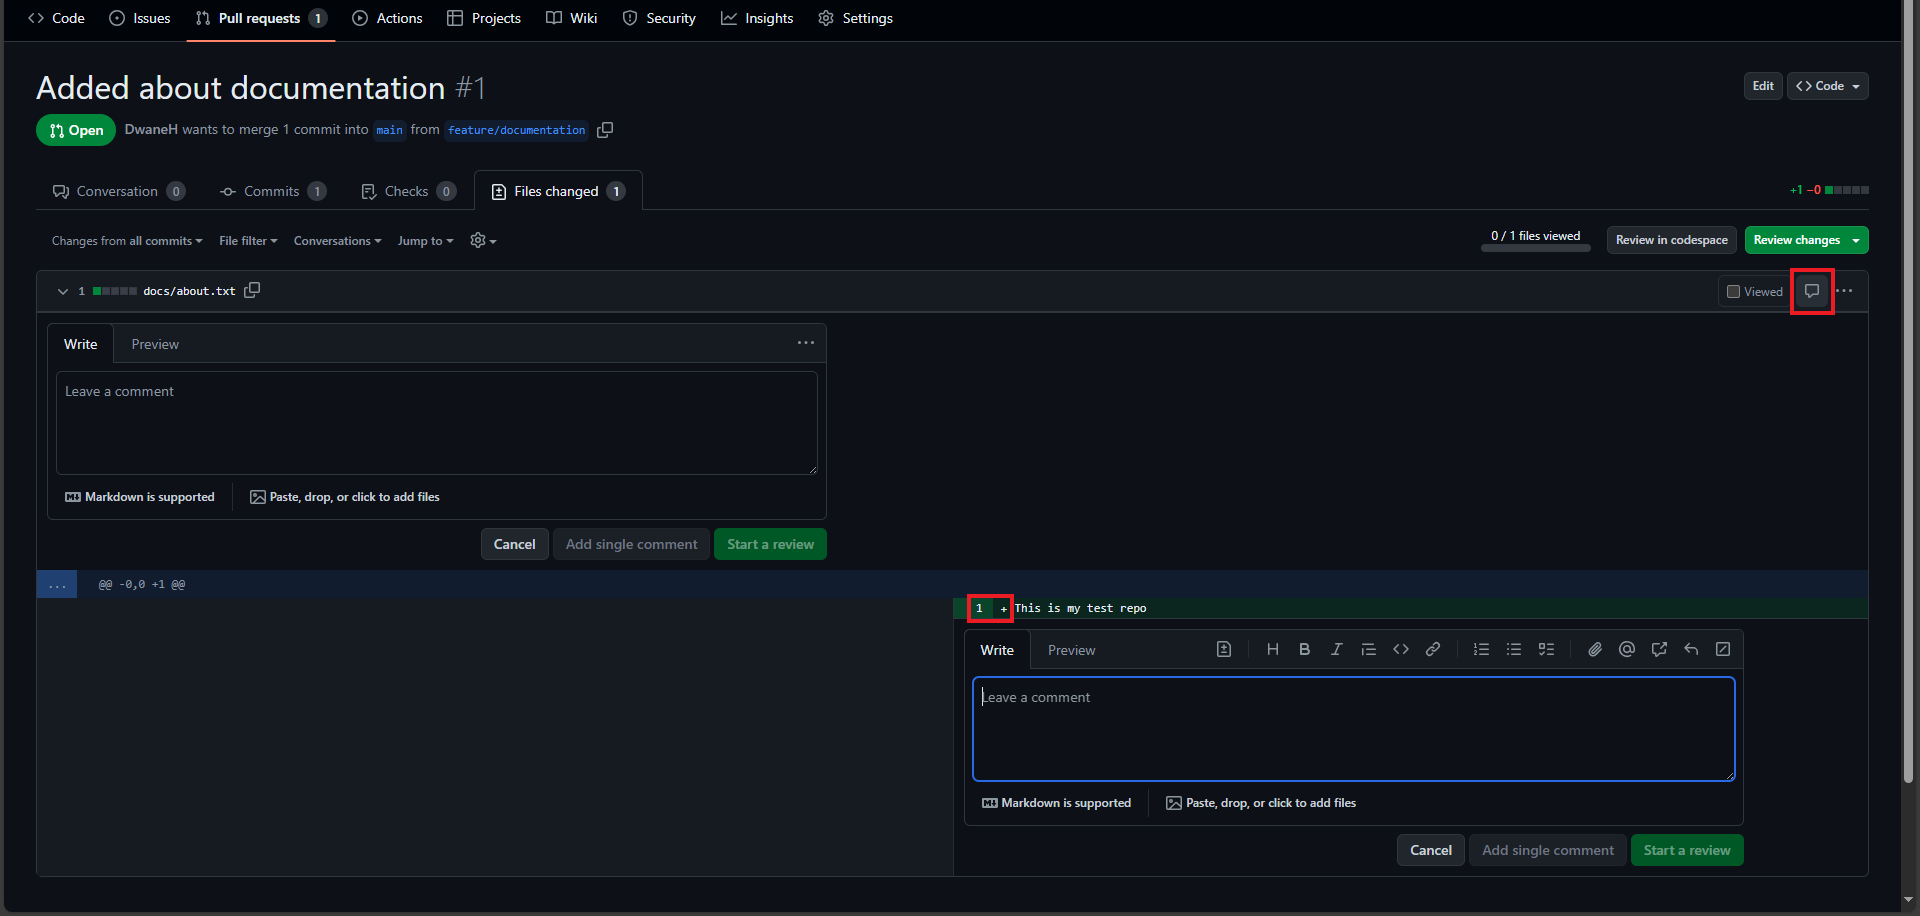 Code Issues Pull requests 1 Actions Projects Wiki Security Insights Settings
Added about documentation #1
Edit <> Code
Open DwaneH wants to merge 1 commit into main from feature/documentation
Conversation 0 Commits 1 Checks 0 Files changed 1
+1 −0
Changes from all commits File filter Conversations Jump to
0 / 1 files viewed Review in codespace Review changes
1 docs/about.txt Viewed
Write Preview
Leave a comment
Markdown is supported Paste, drop, or click to add files
Cancel Add single comment Start a review
... @@ -0,0 +1 @@
1 + This is my test repo
Write Preview
Leave a comment
Markdown is supported Paste, drop, or click to add files
Cancel Add single comment Start a review